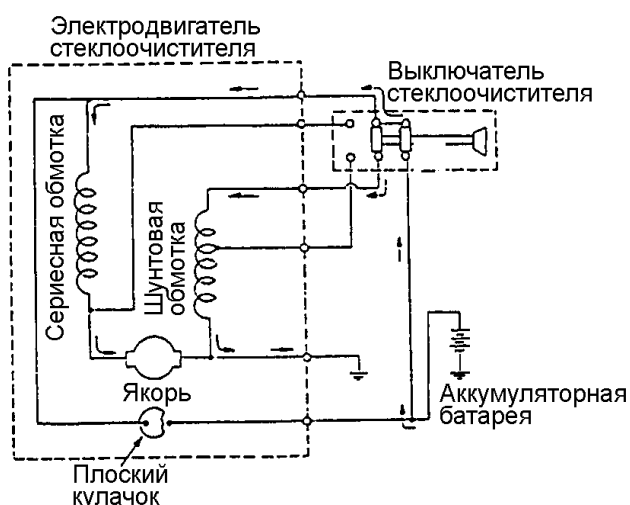 Электродвигатель
стеклоочистителя
Выключатель
стеклоочистителя
Сериесная обмотка
Шунтовая
обмотка
Якорь
Аккумуляторная
батарея
Плоский
кулачок